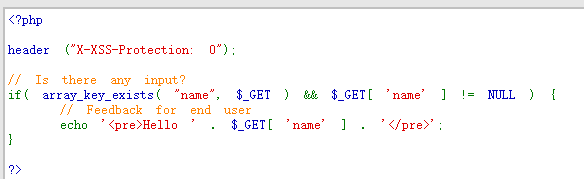 <?php
header ("X-XSS-Protection: 0");
// Is there any input?
if( array_key_exists( "name", $_GET ) && $_GET[ 'name' ] != NULL ) {
// Feedback for end user
echo '<pre>Hello ' . $_GET[ 'name' ] . '</pre>';
}
?>